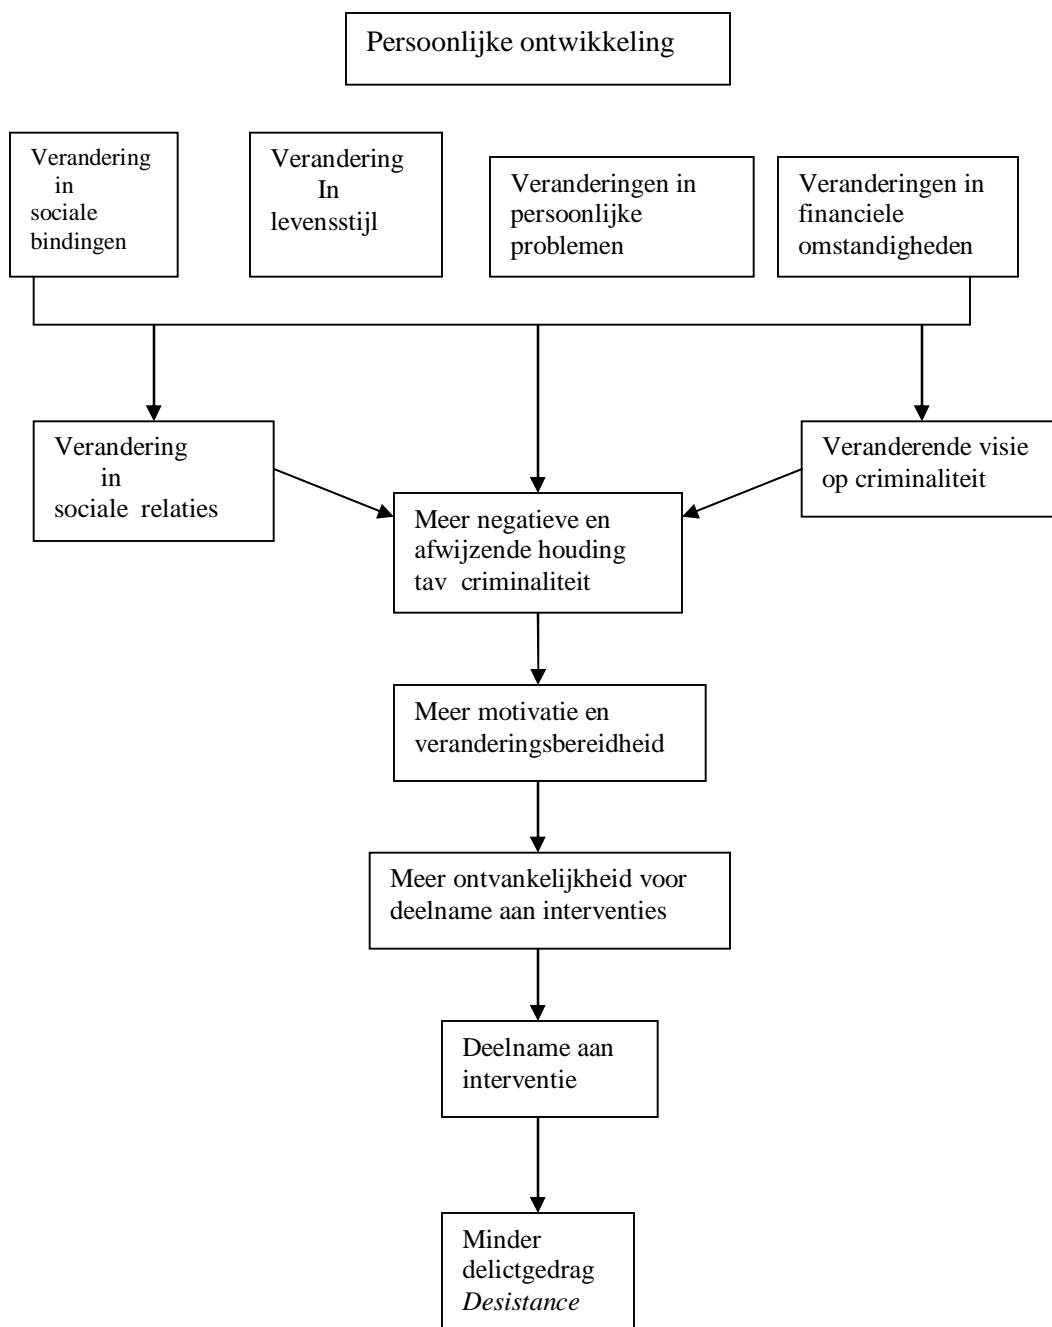 Persoonlijke ontwikkeling
Verandering
in
sociale
bindingen
Verandering
In
levensstijl
Veranderingen in
persoonlijke
problemen
Veranderingen in
financiele
omstandigheden
Verandering
in
sociale relaties
Veranderende visie
op criminaliteit
Meer negatieve en
afwijzende houding
tav criminaliteit
Meer motivatie en
veranderingsbereidheid
Meer ontvankelijkheid voor
deelname aan interventies
Deelname aan
interventie
Minder
delictgedrag
Desistance